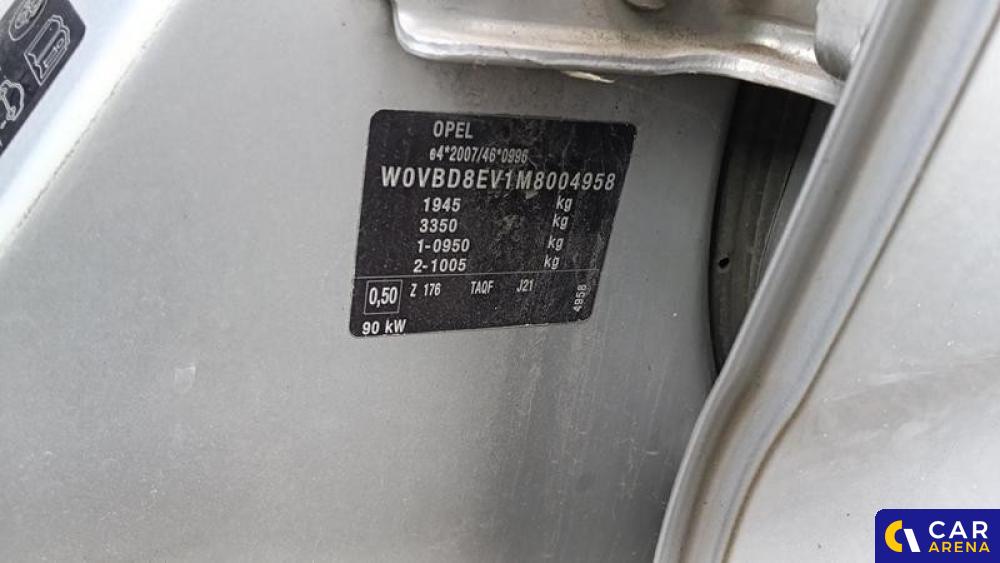 OPEL
e4*2007/46*0996
W0VBD8EV1M8004958
1945 kg
3350 kg
1-0950 kg
2-1005 kg
0,50 Z 176 TAQF J21
4958
90 kW
CAR
ARENA